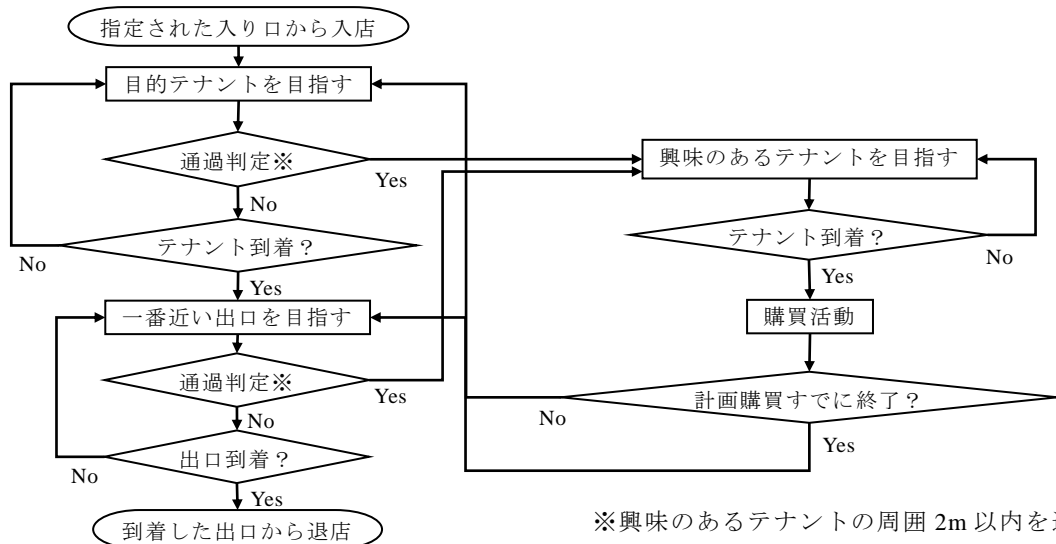 指定された入り口から入店
目的テナントを目指す
通過判定※
Yes
No
テナント到着？
No
Yes
一番近い出口を目指す
通過判定※
Yes
No
出口到着？
No
Yes
到着した出口から退店
興味のあるテナントを目指す
テナント到着？
No
Yes
購買活動
計画購買すでに終了？
No
Yes
※興味のあるテナントの周囲 2m 以内を